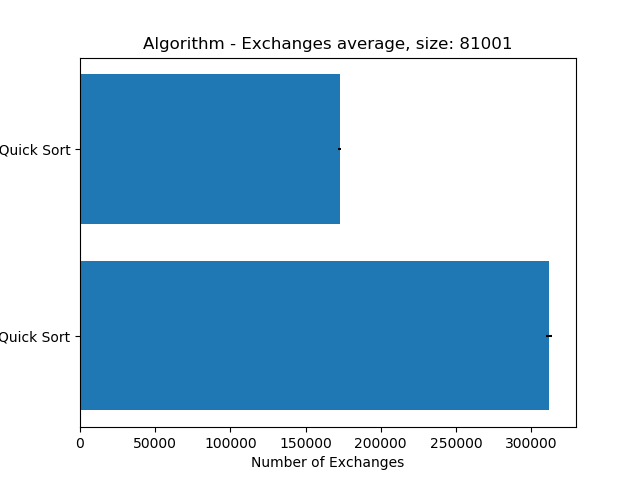 Algorithm - Exchanges average, size: 81001
Quick Sort
Quick Sort
0 50000 100000 150000 200000 250000 300000
Number of Exchanges